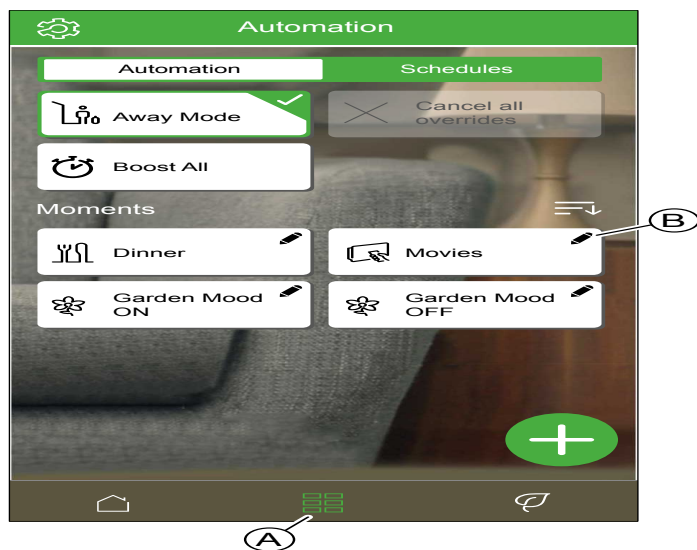 Automation
Automation
Schedules
Away Mode
Cancel all
overrides
Boost All
Moments
Dinner
Movies
B
Garden Mood
ON
Garden Mood
OFF
A